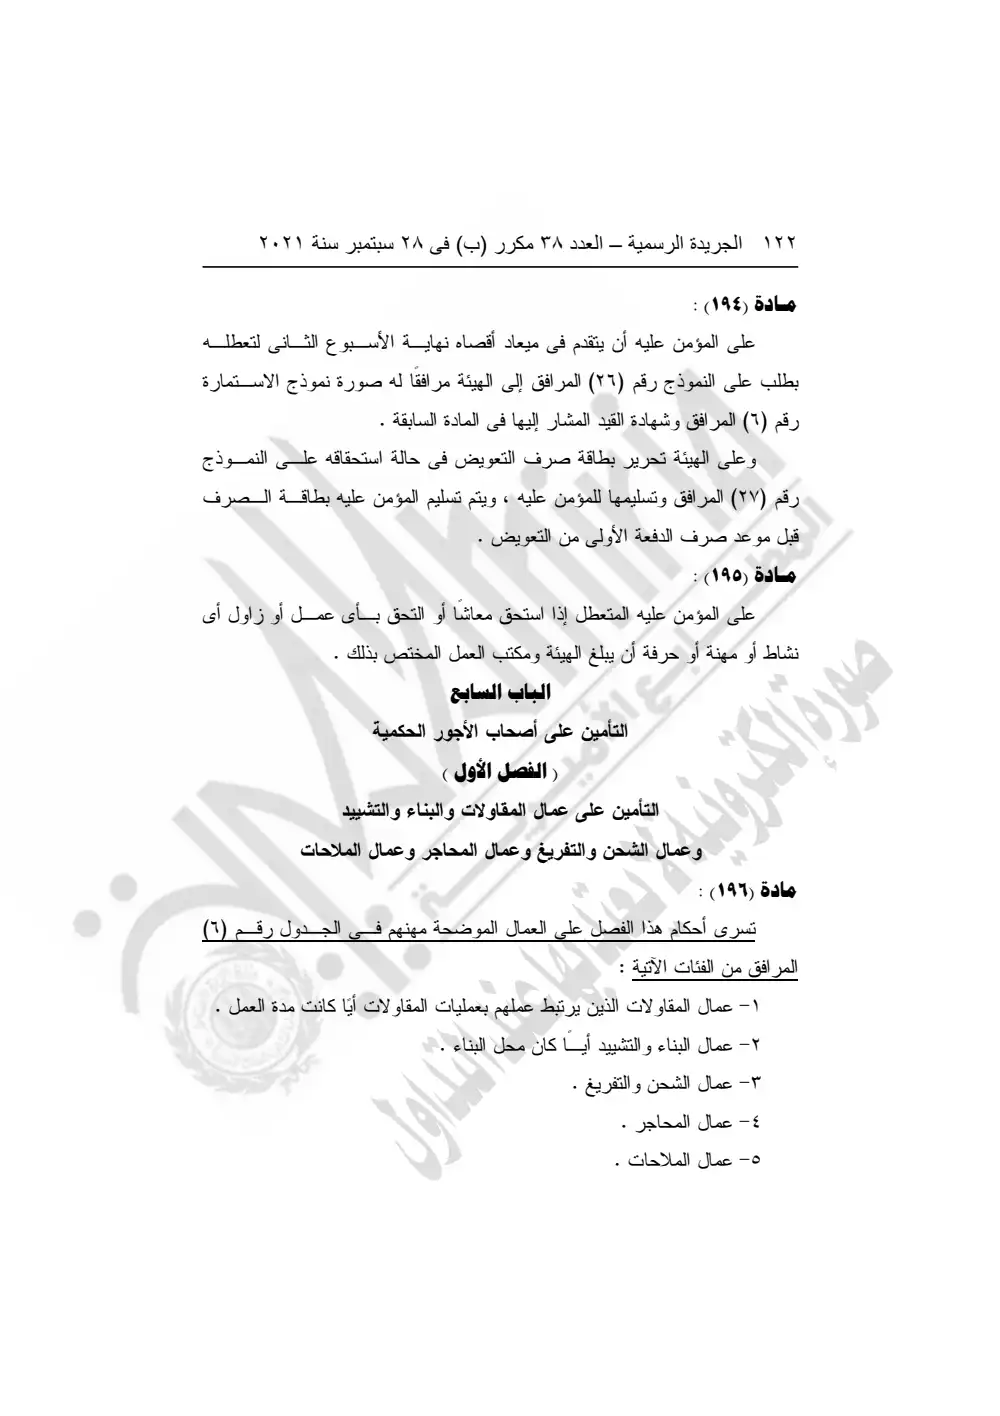 ١٢٢ الجريدة الرسمية – العدد ٣٨ مكرر (ب) فى ٢٨ سبتمبر سنة ٢٠٢١
مادة (١٩٤) :
على المؤمن عليه أن يتقدم فى ميعاد أقصاه نهاية الأسبوع الثانى لتعطله
بطلب على النموذج رقم (٢٦) المرافق إلى الهيئة مرافقًا له صورة نموذج الاستمارة
رقم (٦) المرافق وشهادة القيد المشار إليها فى المادة السابقة .
وعلى الهيئة تحرير بطاقة صرف التعويض فى حالة استحقاقه على النموذج
رقم (٢٧) المرافق وتسليمها للمؤمن عليه ، ويتم تسليم المؤمن عليه بطاقة الصرف
قبل موعد صرف الدفعة الأولى من التعويض .
مادة (١٩٥) :
على المؤمن عليه المتعطل إذا استحق معاشًا أو التحق بأى عمل أو زاول أى
نشاط أو مهنة أو حرفة أن يبلغ الهيئة ومكتب العمل المختص بذلك .
الباب السابع
التأمين على أصحاب الأجور الحكمية
( الفصل الأول )
التأمين على عمال المقاولات والبناء والتشييد
وعمال الشحن والتفريغ وعمال المحاجر وعمال الملاحات
مادة (١٩٦) :
تسرى أحكام هذا الفصل على العمال الموضحة مهنهم فى الجدول رقم (٦)
المرافق من الفئات الآتية :
١- عمال المقاولات الذين يرتبط عملهم بعمليات المقاولات أيًا كانت مدة العمل .
٢- عمال البناء والتشييد أيًا كان محل البناء .
٣- عمال الشحن والتفريغ .
٤- عمال المحاجر .
٥- عمال الملاحات .
صورة إلكترونية لا يعتد بها عند التداول